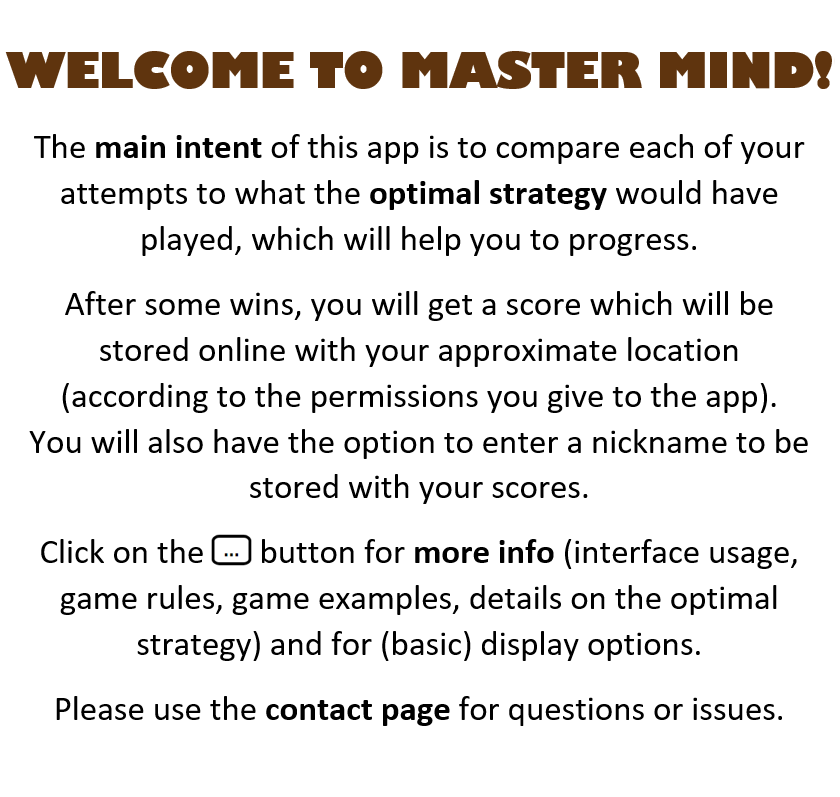 WELCOME TO MASTER MIND!
The main intent of this app is to compare each of your
attempts to what the optimal strategy would have
played, which will help you to progress.
After some wins, you will get a score which will be
stored online with your approximate location
(according to the permissions you give to the app).
You will also have the option to enter a nickname to be
stored with your scores.
Click on the ... button for more info (interface usage,
game rules, game examples, details on the optimal
strategy) and for (basic) display options.
Please use the contact page for questions or issues.